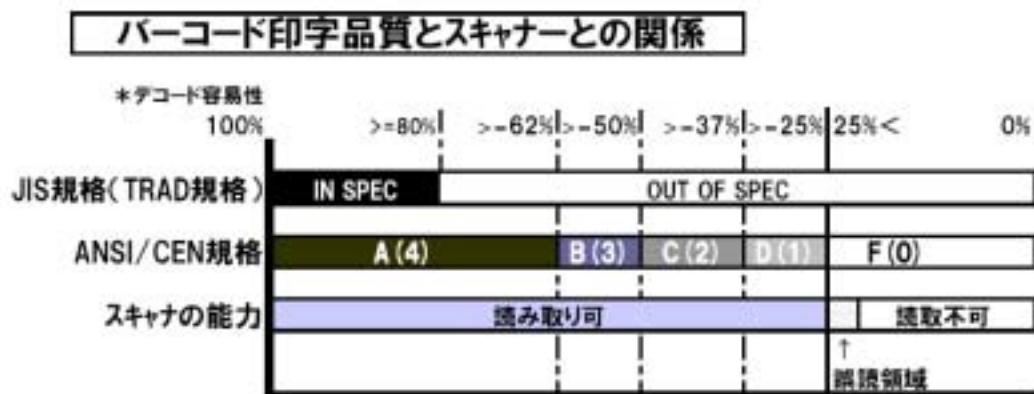 バーコード印字品質とスキャナーとの関係
*デコード容易性
100% >=80% >-62% >-50% >-37% >-25% 25%< 0%
JIS規格(TRAD規格) IN SPEC OUT OF SPEC
ANSI/CEN規格 A(4) B(3) C(2) D(1) F(0)
スキャナの能力 読み取り可 読取不可
↑
誤読領域